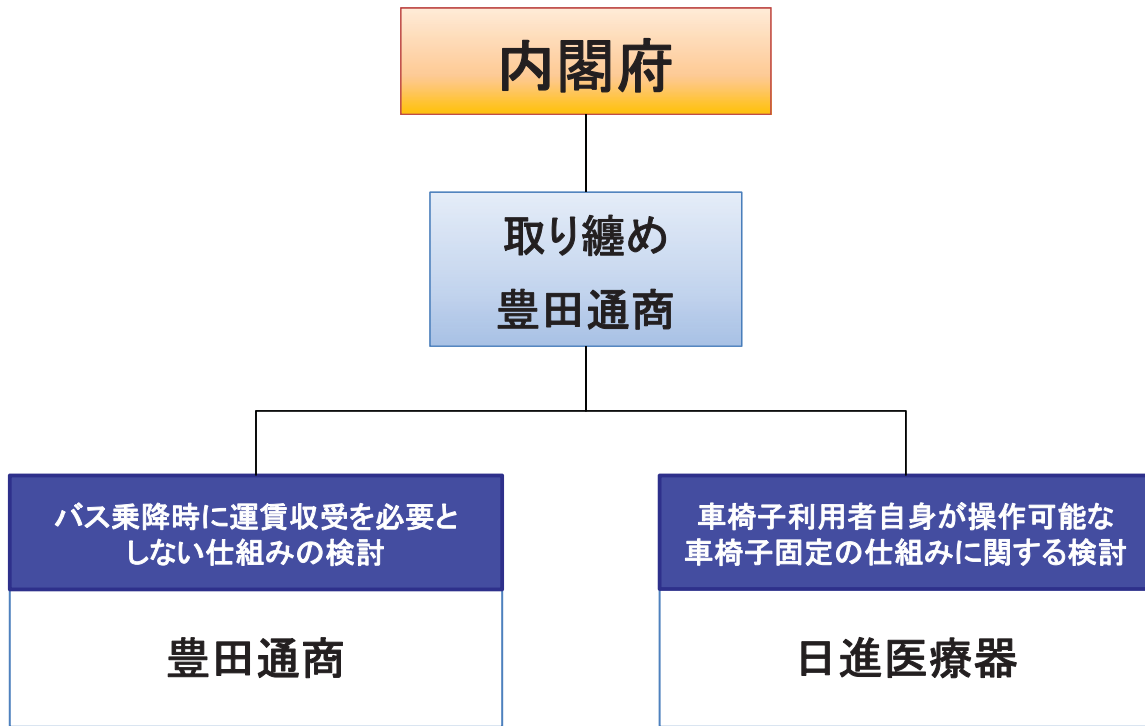 内閣府
取り纏め
豊田通商
バス乗降時に運賃収受を必要と
しない仕組みの検討
豊田通商
車椅子利用者自身が操作可能な
車椅子固定の仕組みに関する検討
日進医療器